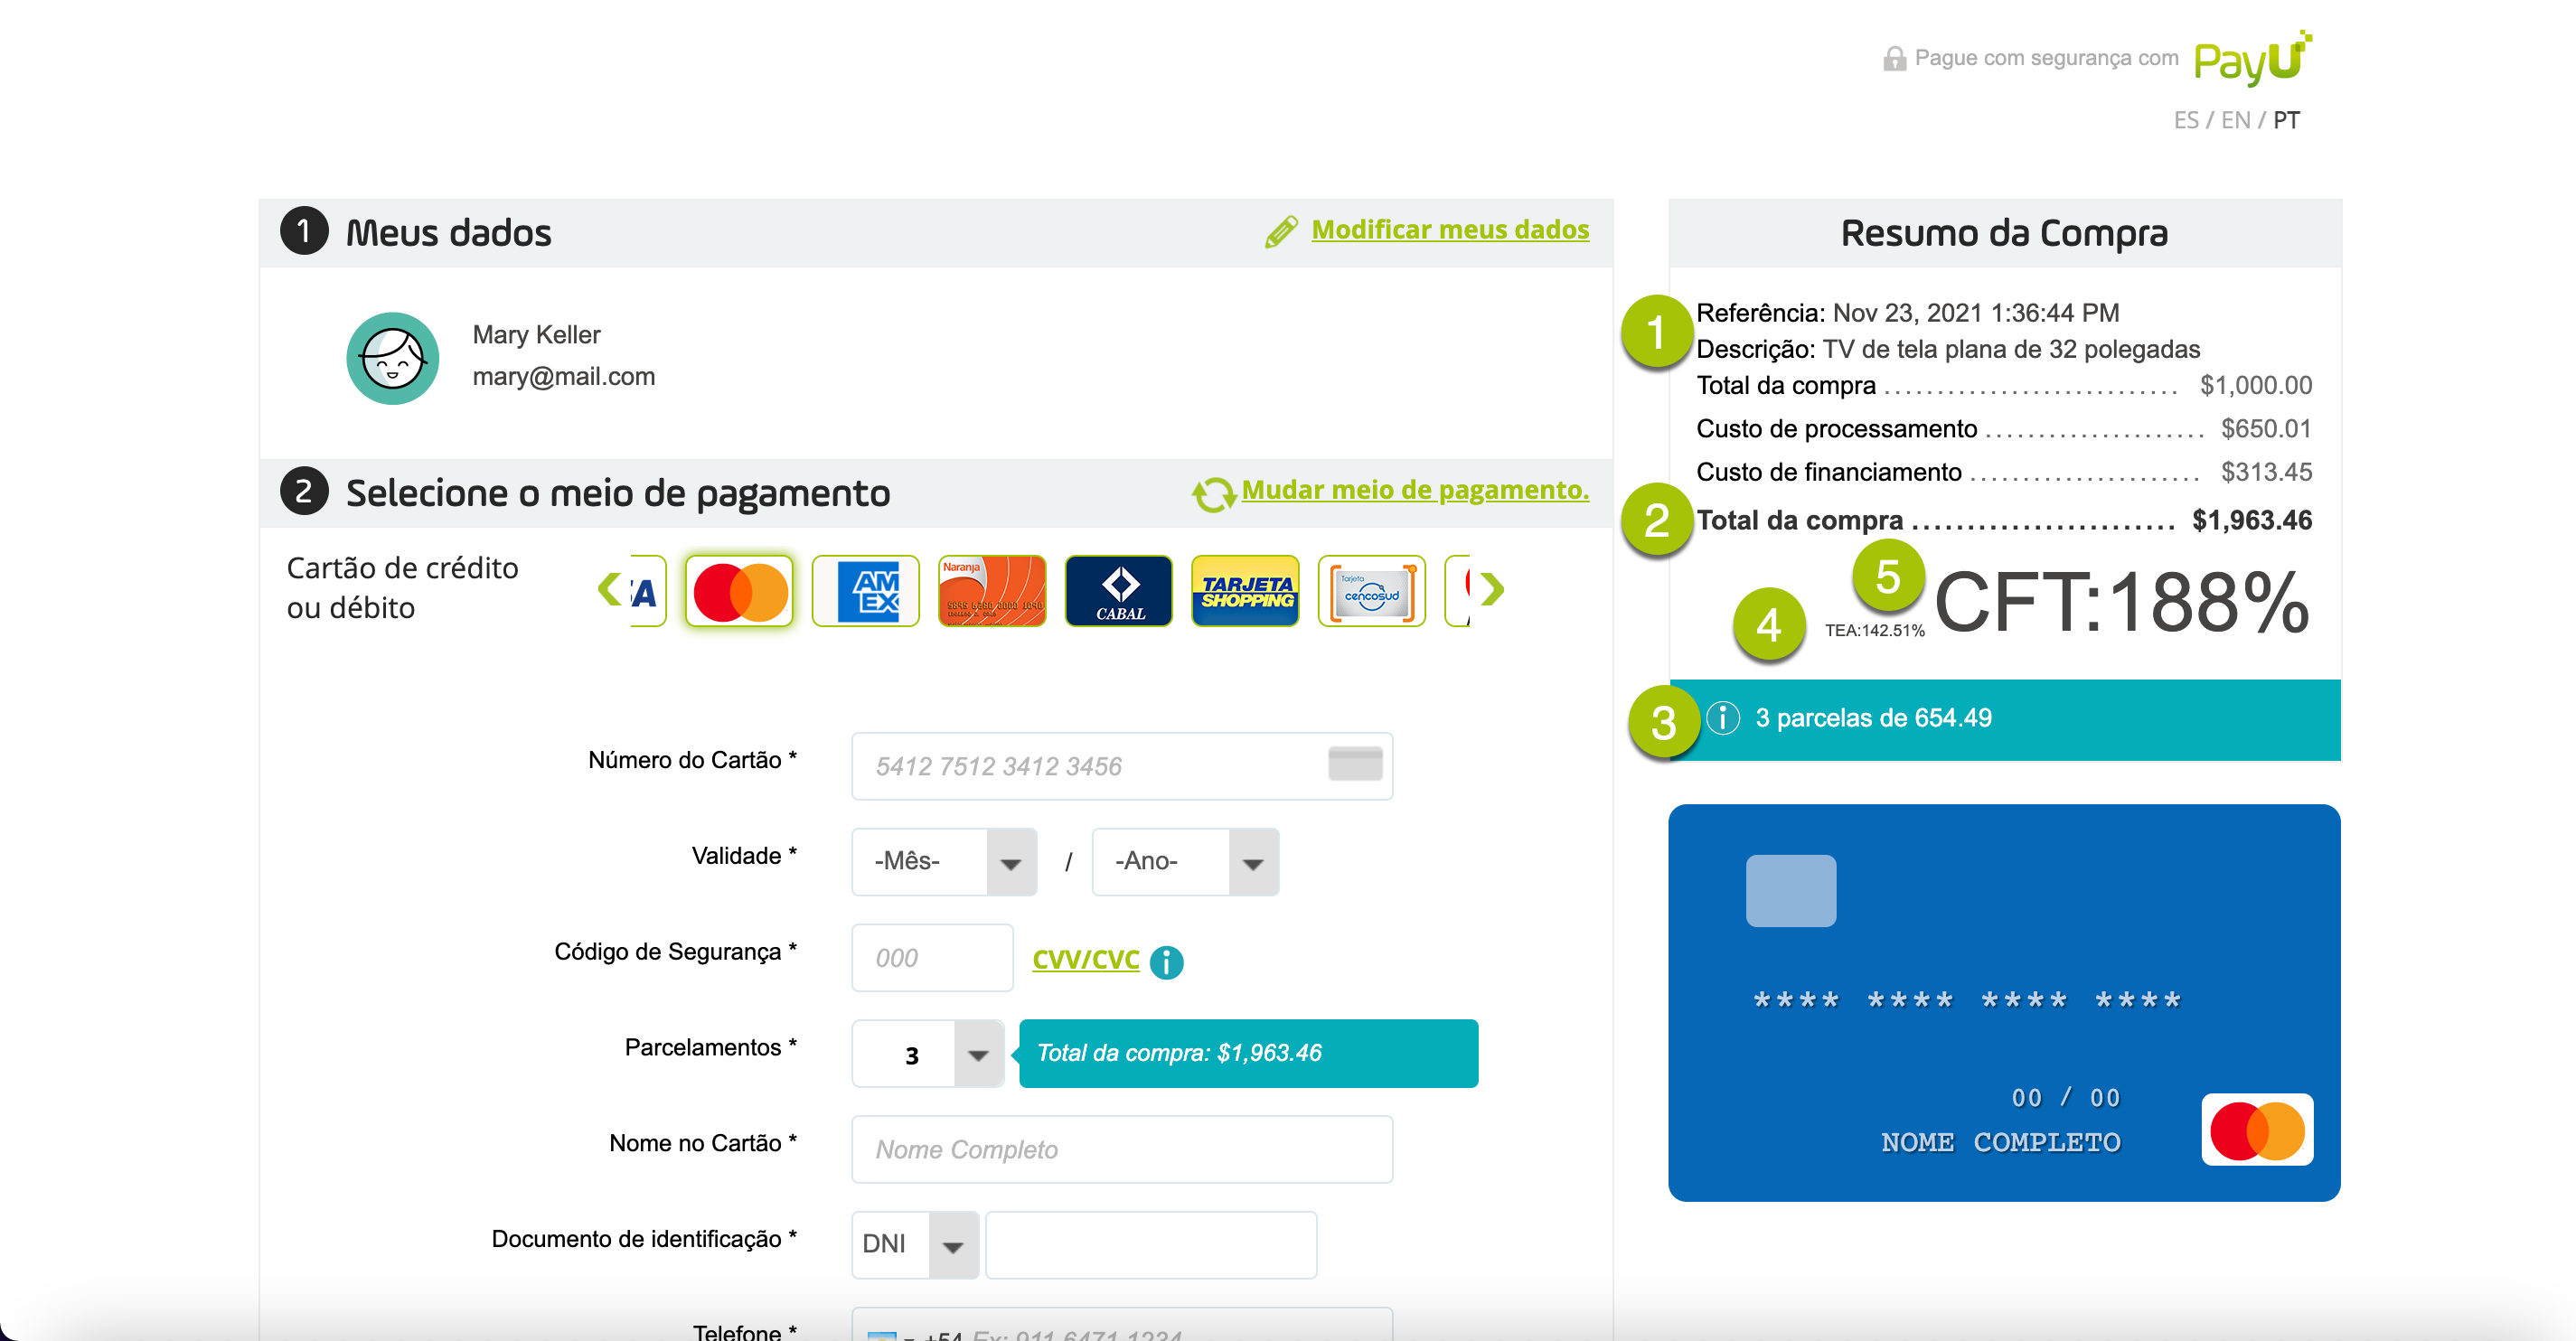 Pague com segurança com PayU
ES / EN / PT
1 Meus dados
Modificar meus dados
Mary Keller
mary@mail.com
2 Selecione o meio de pagamento
Mudar meio de pagamento.
Cartão de crédito
ou débito
AM
EX
Naranja
CABAL
TARJETA
SHOPPING
Tarjeta
cencosud
Número do Cartão *
5412 7512 3412 3456
Validade *
-Mês- / -Ano-
Código de Segurança *
000
CVV/CVC i
Parcelamentos *
3
Total da compra: $1,963.46
Nome no Cartão *
Nome Completo
Documento de identificação *
DNI
Telefone *
+54 Ex: 911 6471 1234
Resumo da Compra
1
Referência: Nov 23, 2021 1:36:44 PM
Descrição: TV de tela plana de 32 polegadas
Total da compra ............................ $1,000.00
Custo de processamento ..................... $650.01
Custo de financiamento ...................... $313.45
2 Total da compra ........................ $1,963.46
4 TEA:142.51% 5 CFT:188%
3 i 3 parcelas de 654.49
**** **** **** ****
00 / 00
NOME COMPLETO